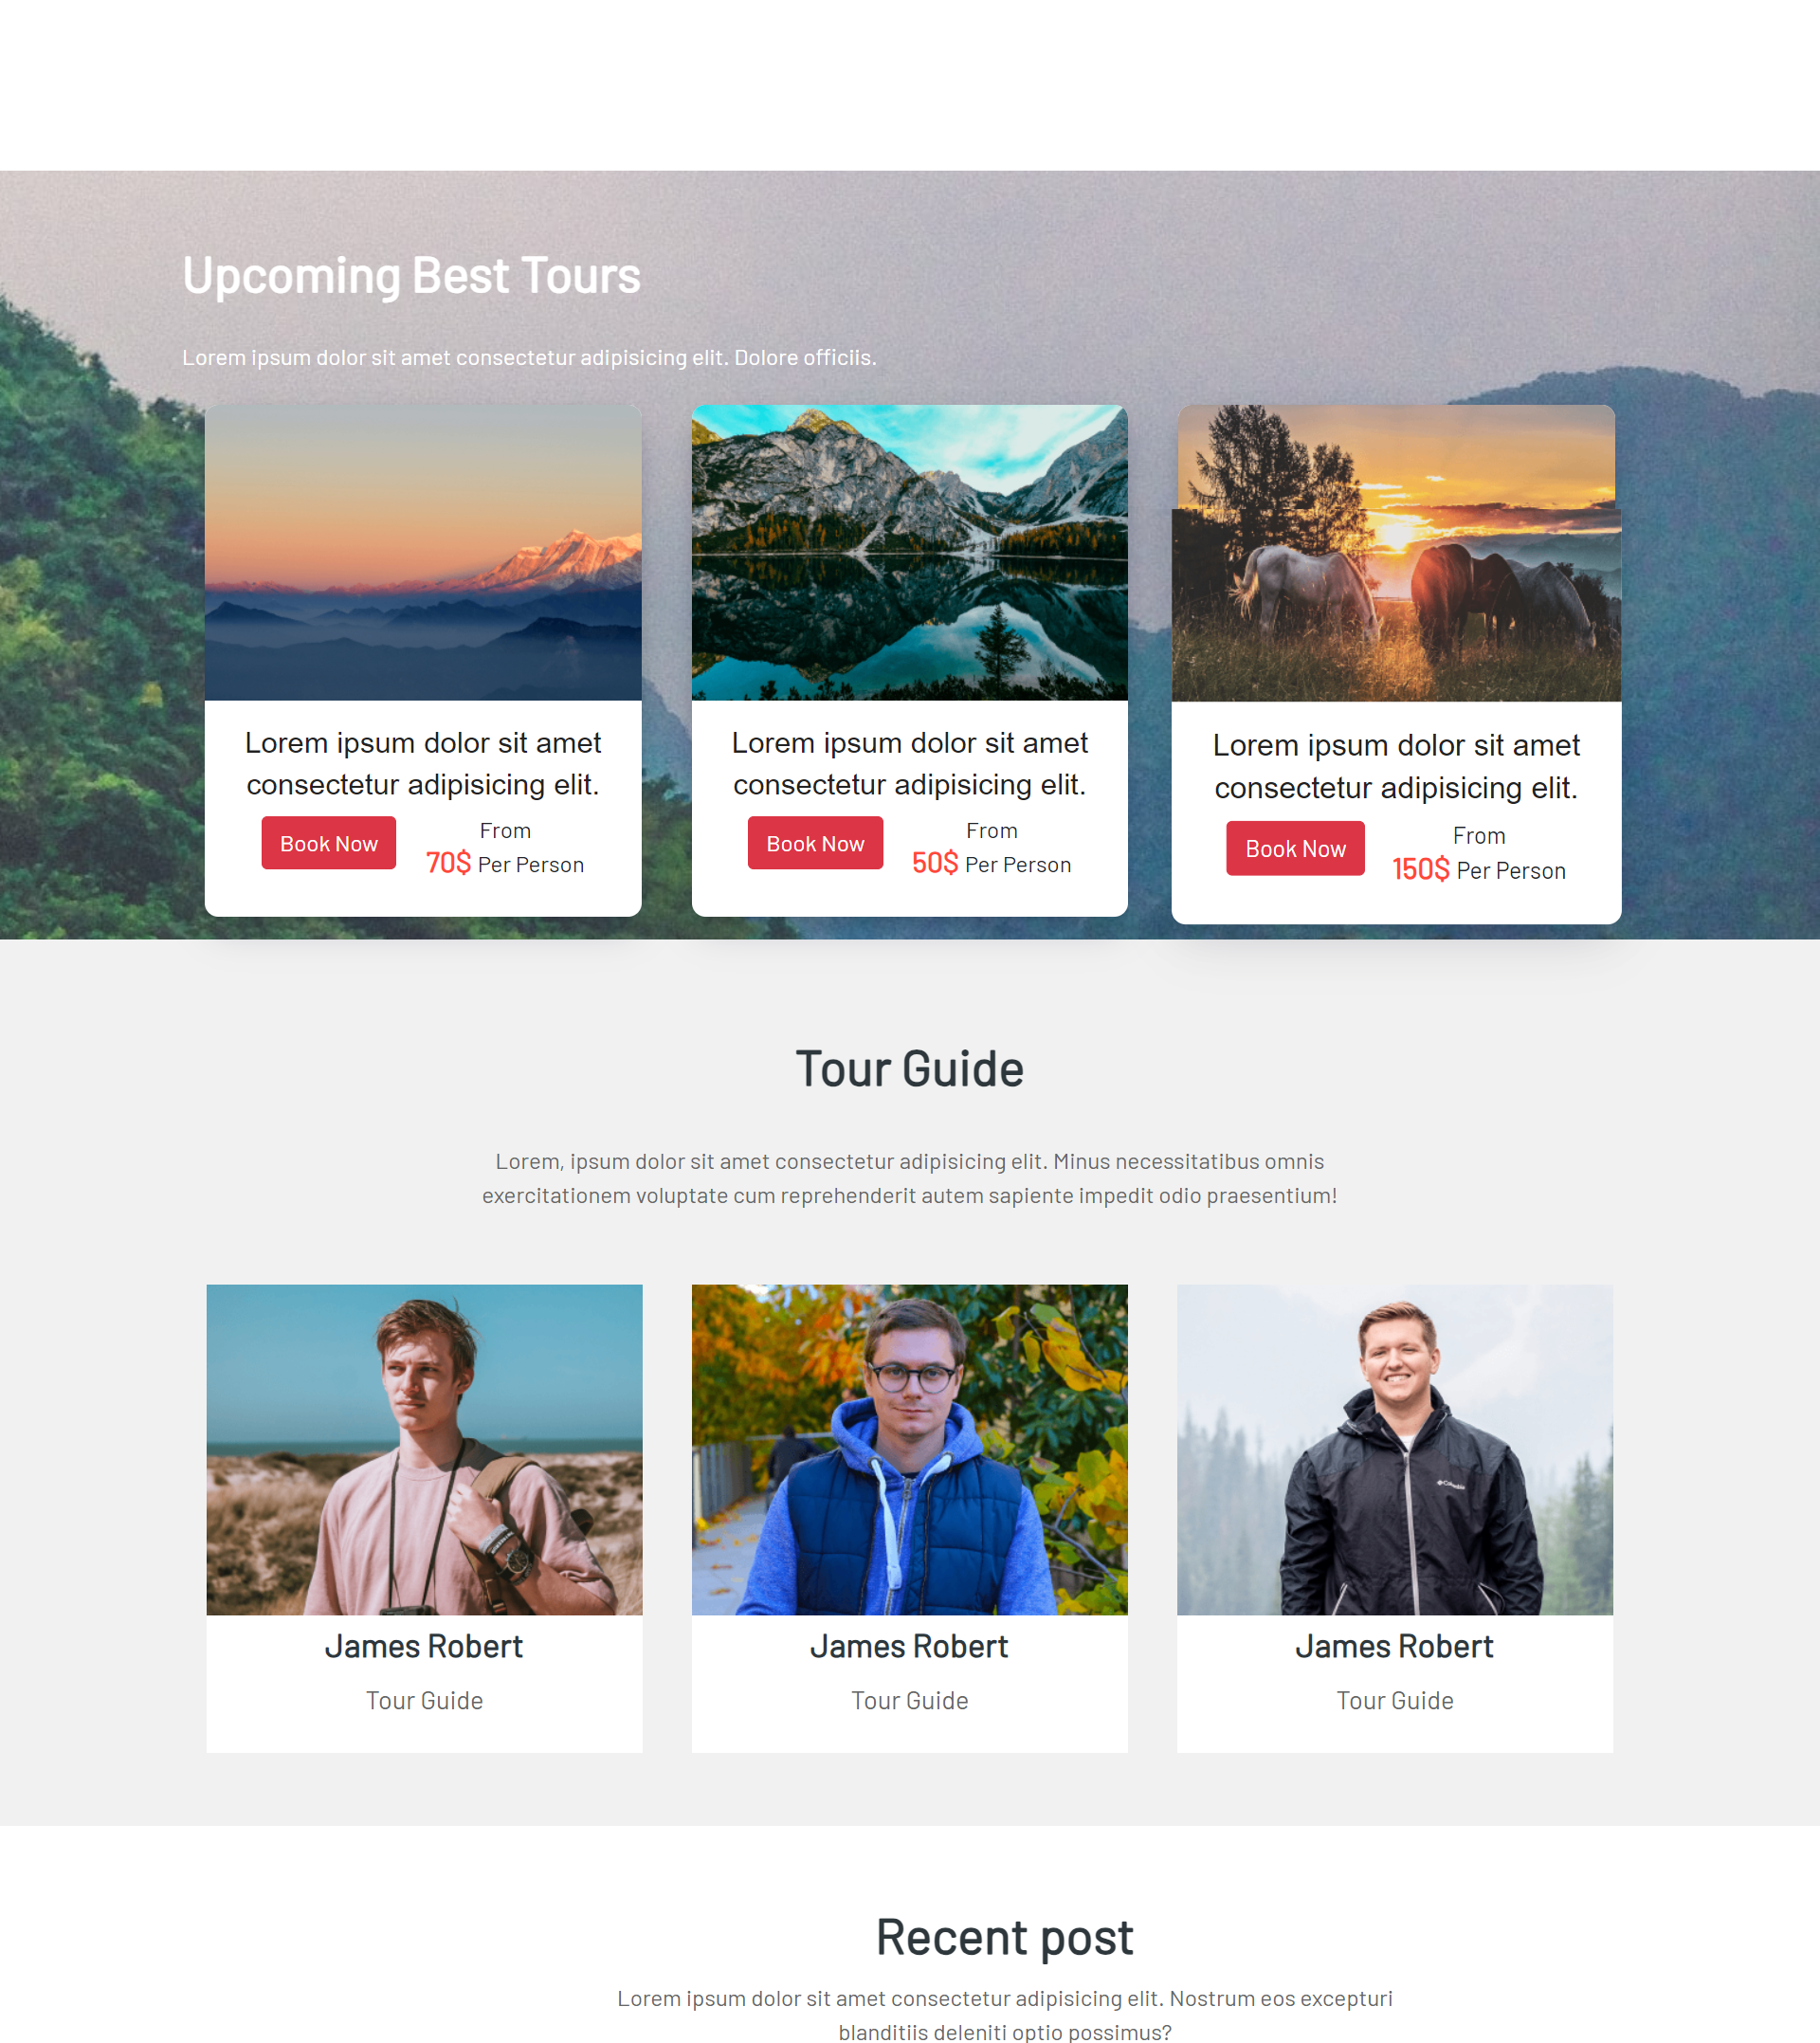 Upcoming Best Tours
Lorem ipsum dolor sit amet consectetur adipisicing elit. Dolore officiis.
Lorem ipsum dolor sit amet
consectetur adipisicing elit.
Book Now
From
70$ Per Person
Lorem ipsum dolor sit amet
consectetur adipisicing elit.
Book Now
From
50$ Per Person
Lorem ipsum dolor sit amet
consectetur adipisicing elit.
Book Now
From
150$ Per Person
Tour Guide
Lorem, ipsum dolor sit amet consectetur adipisicing elit. Minus necessitatibus omnis
exercitationem voluptate cum reprehenderit autem sapiente impedit odio praesentium!
Columbia
James Robert
Tour Guide
James Robert
Tour Guide
James Robert
Tour Guide
Recent post
Lorem ipsum dolor sit amet consectetur adipisicing elit. Nostrum eos excepturi
blanditiis deleniti optio possimus?